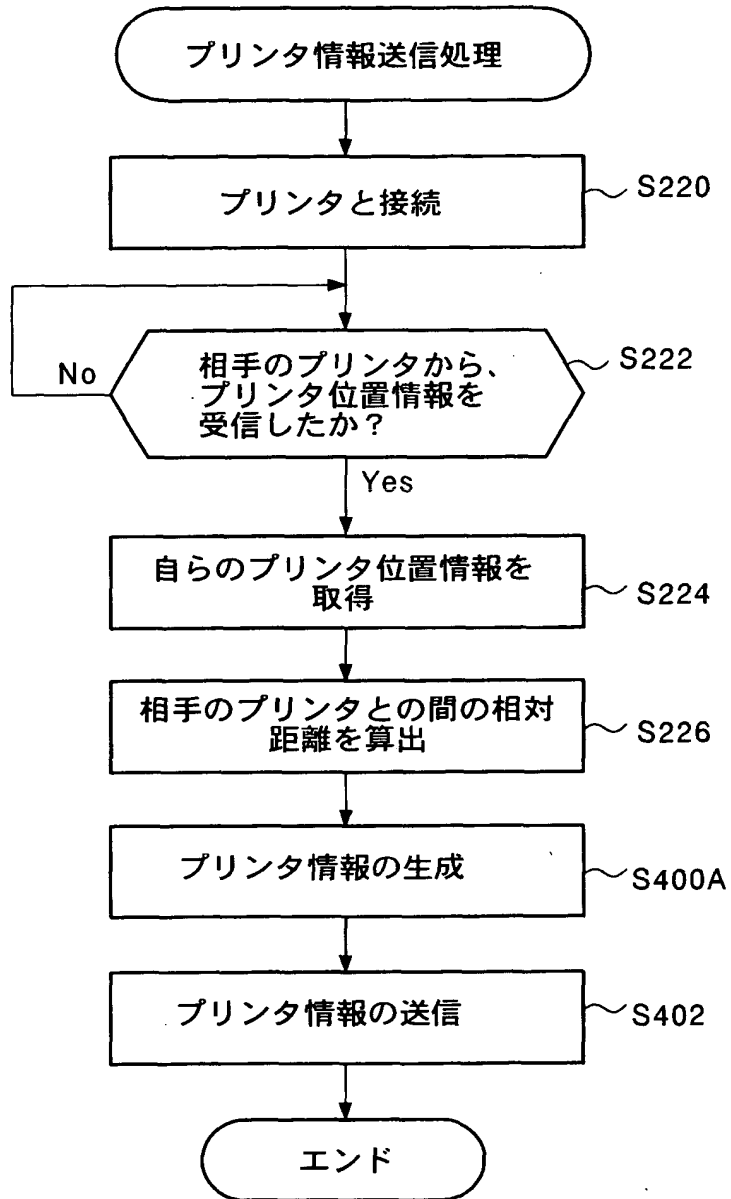 プリンタ情報送信処理
プリンタと接続
S220
相手のプリンタから、
プリンタ位置情報を
受信したか？
S222
No
Yes
自らのプリンタ位置情報を
取得
S224
相手のプリンタとの間の相対
距離を算出
S226
プリンタ情報の生成
S400A
プリンタ情報の送信
S402
エンド